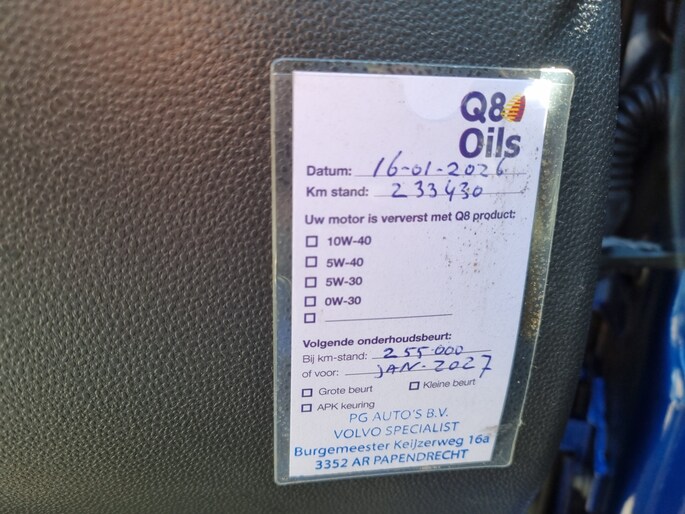 Q8
Oils
Datum: 16-01-2026
Km stand: 233430
Uw motor is ververst met Q8 product:
10W-40
5W-40
5W-30
0W-30
Volgende onderhoudsbeurt:
Bij km-stand: 255.000
of voor: JAN-2027
Grote beurt Kleine beurt
APK keuring
PG AUTO'S B.V.
VOLVO SPECIALIST
Burgemeester Keijzerweg 16a
3352 AR PAPENDRECHT